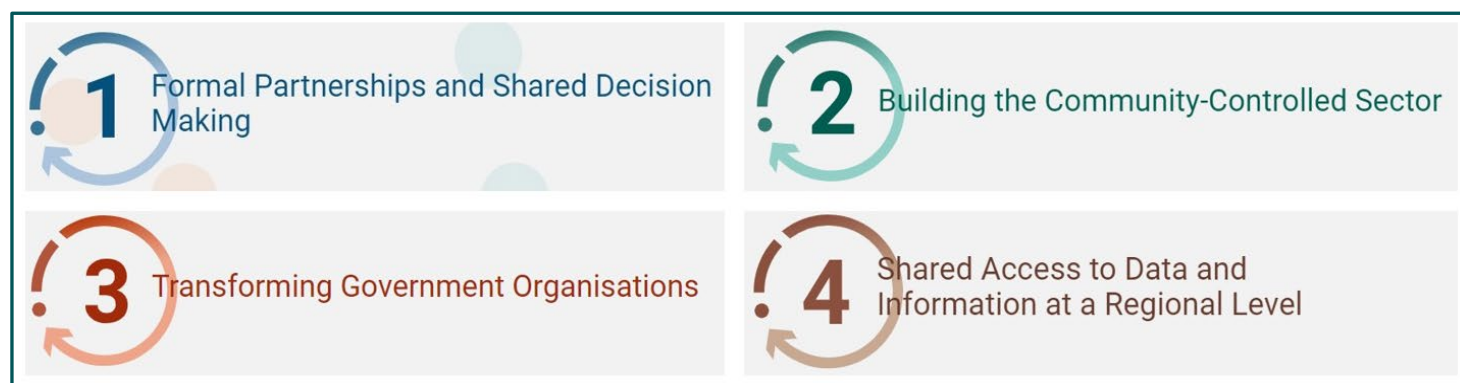 1
Formal Partnerships and Shared Decision
Making
2
Building the Community-Controlled Sector
3
Transforming Government Organisations
4
Shared Access to Data and
Information at a Regional Level